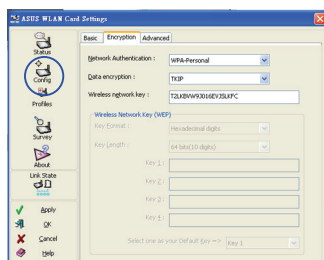 ASUS WLAN Card Settings
Status
Config
Profiles
Survey
About
Link State
Apply
OK
Cancel
Help
Basic
Encryption
Advanced
Network Authentication :
WPA-Personal
Data encryption :
TKIP
Wireless network key :
T2LKBVW9J016EVJSLKFC
Wireless Network Key (WEP)
Key Format :
Hexadecimal digits
Key Length :
64 bits(10 digits)
Key 1 :
Key 2 :
Key 3 :
Key 4 :
Select one as your Default Key =>
Key 1